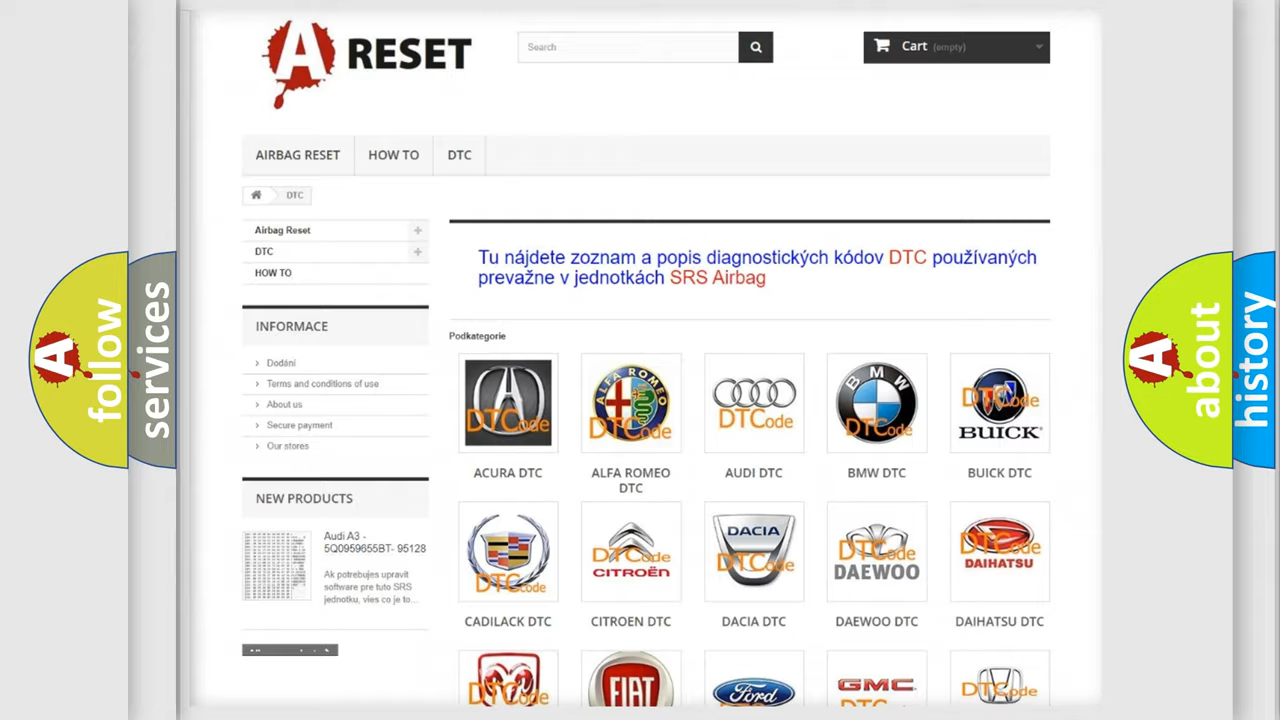 A RESET
Search
Cart (empty)
AIRBAG RESET
HOW TO
DTC
DTC
Airbag Reset
DTC
HOW TO
INFORMACE
Dodání
Terms and conditions of use
About us
Secure payment
Our stores
NEW PRODUCTS
Audi A3 -
5Q0959655BT- 95128
Ak potrebujes upravit
software pre tuto SRS
jednotku, vies co je to...
Tu nájdete zoznam a popis diagnostických kódov DTC používaných
prevažne v jednotkách SRS Airbag
Podkategorie
DTCode
ALFA ROMEO
DTCode
DTCode
BMW
DTCode
DTCode
BUICK
ACURA DTC
ALFA ROMEO
DTC
AUDI DTC
BMW DTC
BUICK DTC
DTCode
DTCode
CITROËN
DACIA
DTCode
DTCode
DAEWOO
DTCode
DAIHATSU
CADILACK DTC
CITROEN DTC
DACIA DTC
DAEWOO DTC
DAIHATSU DTC
DTCode
FIAT
Ford
GMC
DTCode
A follow
services
A about
history